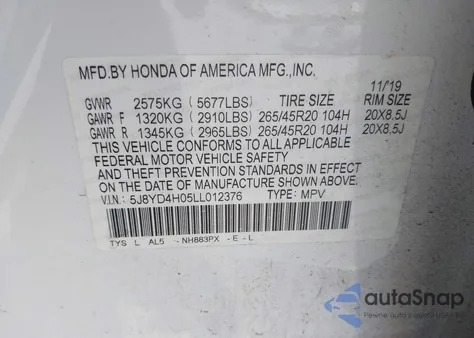 MFD.BY HONDA OF AMERICA MFG.,INC.
11/'19
GVWR 2575KG (5677LBS) TIRE SIZE RIM SIZE
GAWR F 1320KG (2910LBS) 265/45R20 104H 20X8.5J
GAWR R 1345KG (2965LBS) 265/45R20 104H 20X8.5J
THIS VEHICLE CONFORMS TO ALL APPLICABLE
FEDERAL MOTOR VEHICLE SAFETY
AND THEFT PREVENTION STANDARDS IN EFFECT
ON THE DATE OF MANUFACTURE SHOWN ABOVE.
V.I.N.: 5J8YD4H05LL012376 TYPE: MPV
TYS L AL5 - NH883PX - E - L
autoSnap